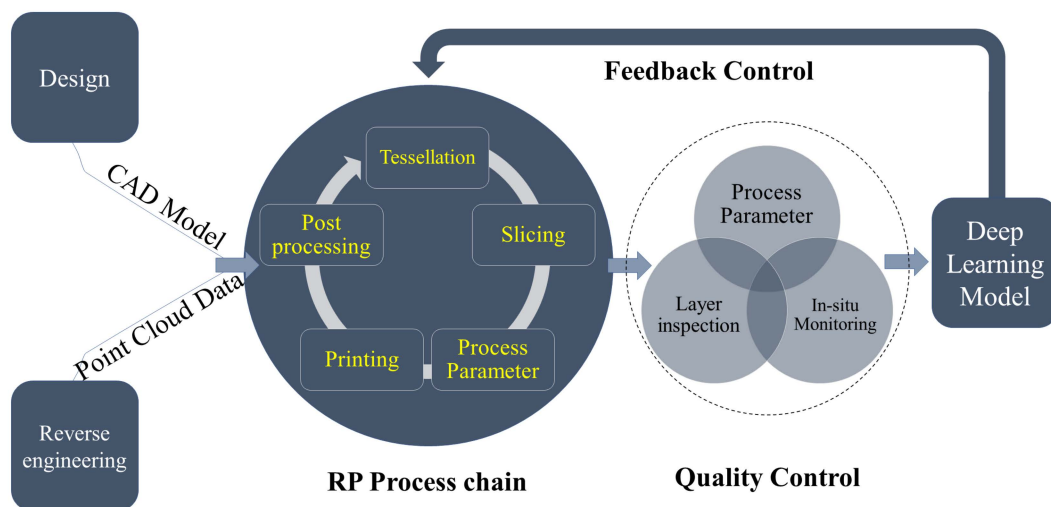 Design
CAD Model
Point Cloud Data
Reverse
engineering
Feedback Control
Tessellation
Slicing
Process
Parameter
Printing
Post
processing
RP Process chain
Process
Parameter
Layer
inspection
In-situ
Monitoring
Quality Control
Deep
Learning
Model